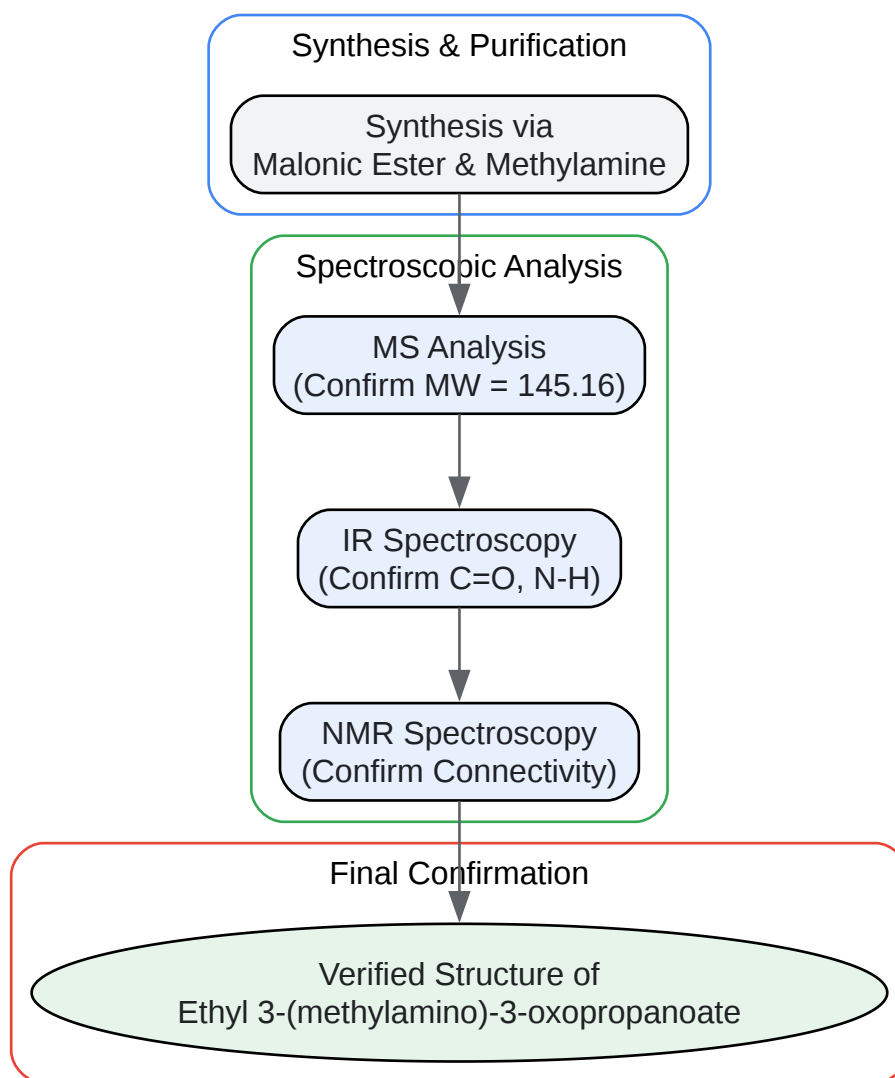 Synthesis & Purification
Synthesis via
Malonic Ester & Methylamine
Spectroscopic Analysis
MS Analysis
(Confirm MW = 145.16)
IR Spectroscopy
(Confirm C=O, N-H)
NMR Spectroscopy
(Confirm Connectivity)
Final Confirmation
Verified Structure of
Ethyl 3-(methylamino)-3-oxopropanoate